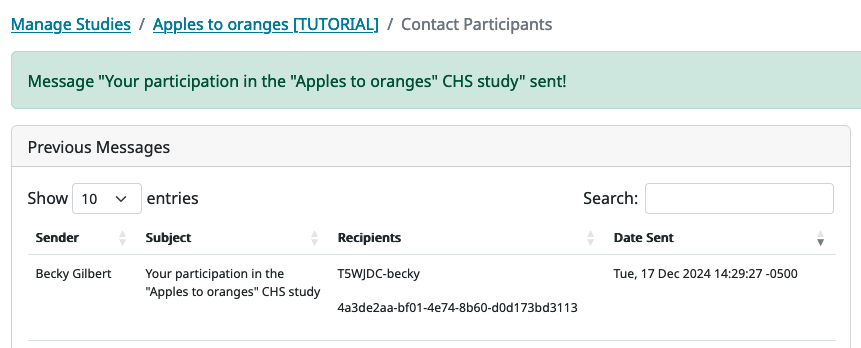 Manage Studies / Apples to oranges [TUTORIAL] / Contact Participants
Message "Your participation in the "Apples to oranges" CHS study" sent!
Previous Messages
Show 10 entries Search:
Sender Subject Recipients Date Sent
Becky Gilbert Your participation in the T5WJDC-becky Tue, 17 Dec 2024 14:29:27 -0500
"Apples to oranges" CHS study
4a3de2aa-bf01-4e74-8b60-d0d173bd3113